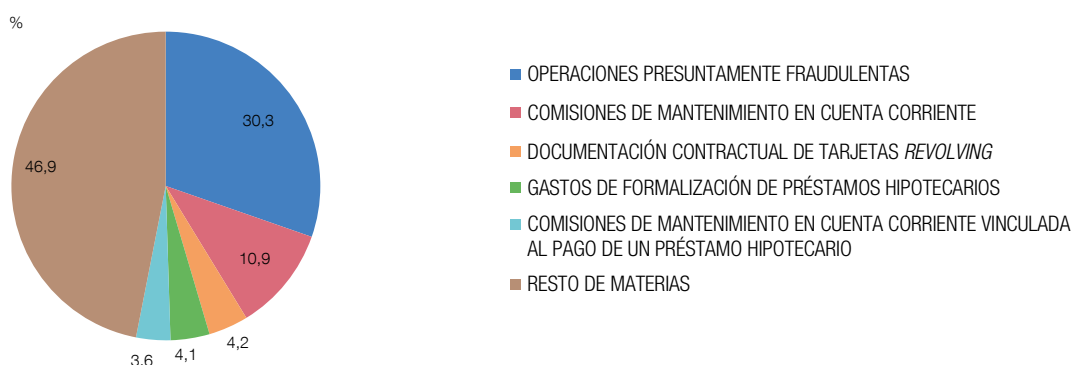 %
30,3
46,9
10,9
4,2
4,1
3,6
OPERACIONES PRESUNTAMENTE FRAUDULENTAS
COMISIONES DE MANTENIMIENTO EN CUENTA CORRIENTE
DOCUMENTACIÓN CONTRACTUAL DE TARJETAS REVOLVING
GASTOS DE FORMALIZACIÓN DE PRÉSTAMOS HIPOTECARIOS
COMISIONES DE MANTENIMIENTO EN CUENTA CORRIENTE VINCULADA
AL PAGO DE UN PRÉSTAMO HIPOTECARIO
RESTO DE MATERIAS